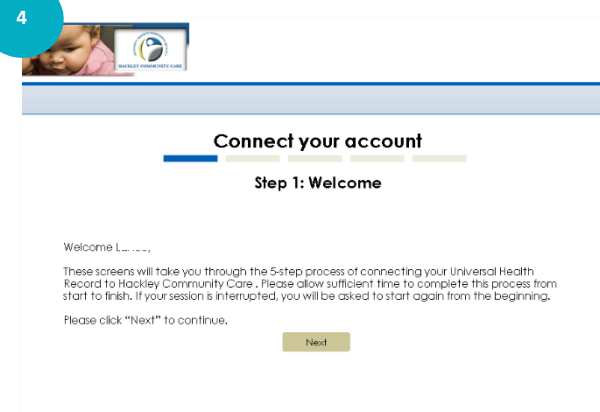 4
HACKLEY COMMUNITY CARE
Connect your account
Step 1: Welcome
Welcome
These screens will take you through the 5-step process of connecting your Universal Health
Record to Hackley Community Care . Please allow sufficient time to complete this process from
start to finish. If your session is interrupted, you will be asked to start again from the beginning.
Please click “Next” to continue.
Next